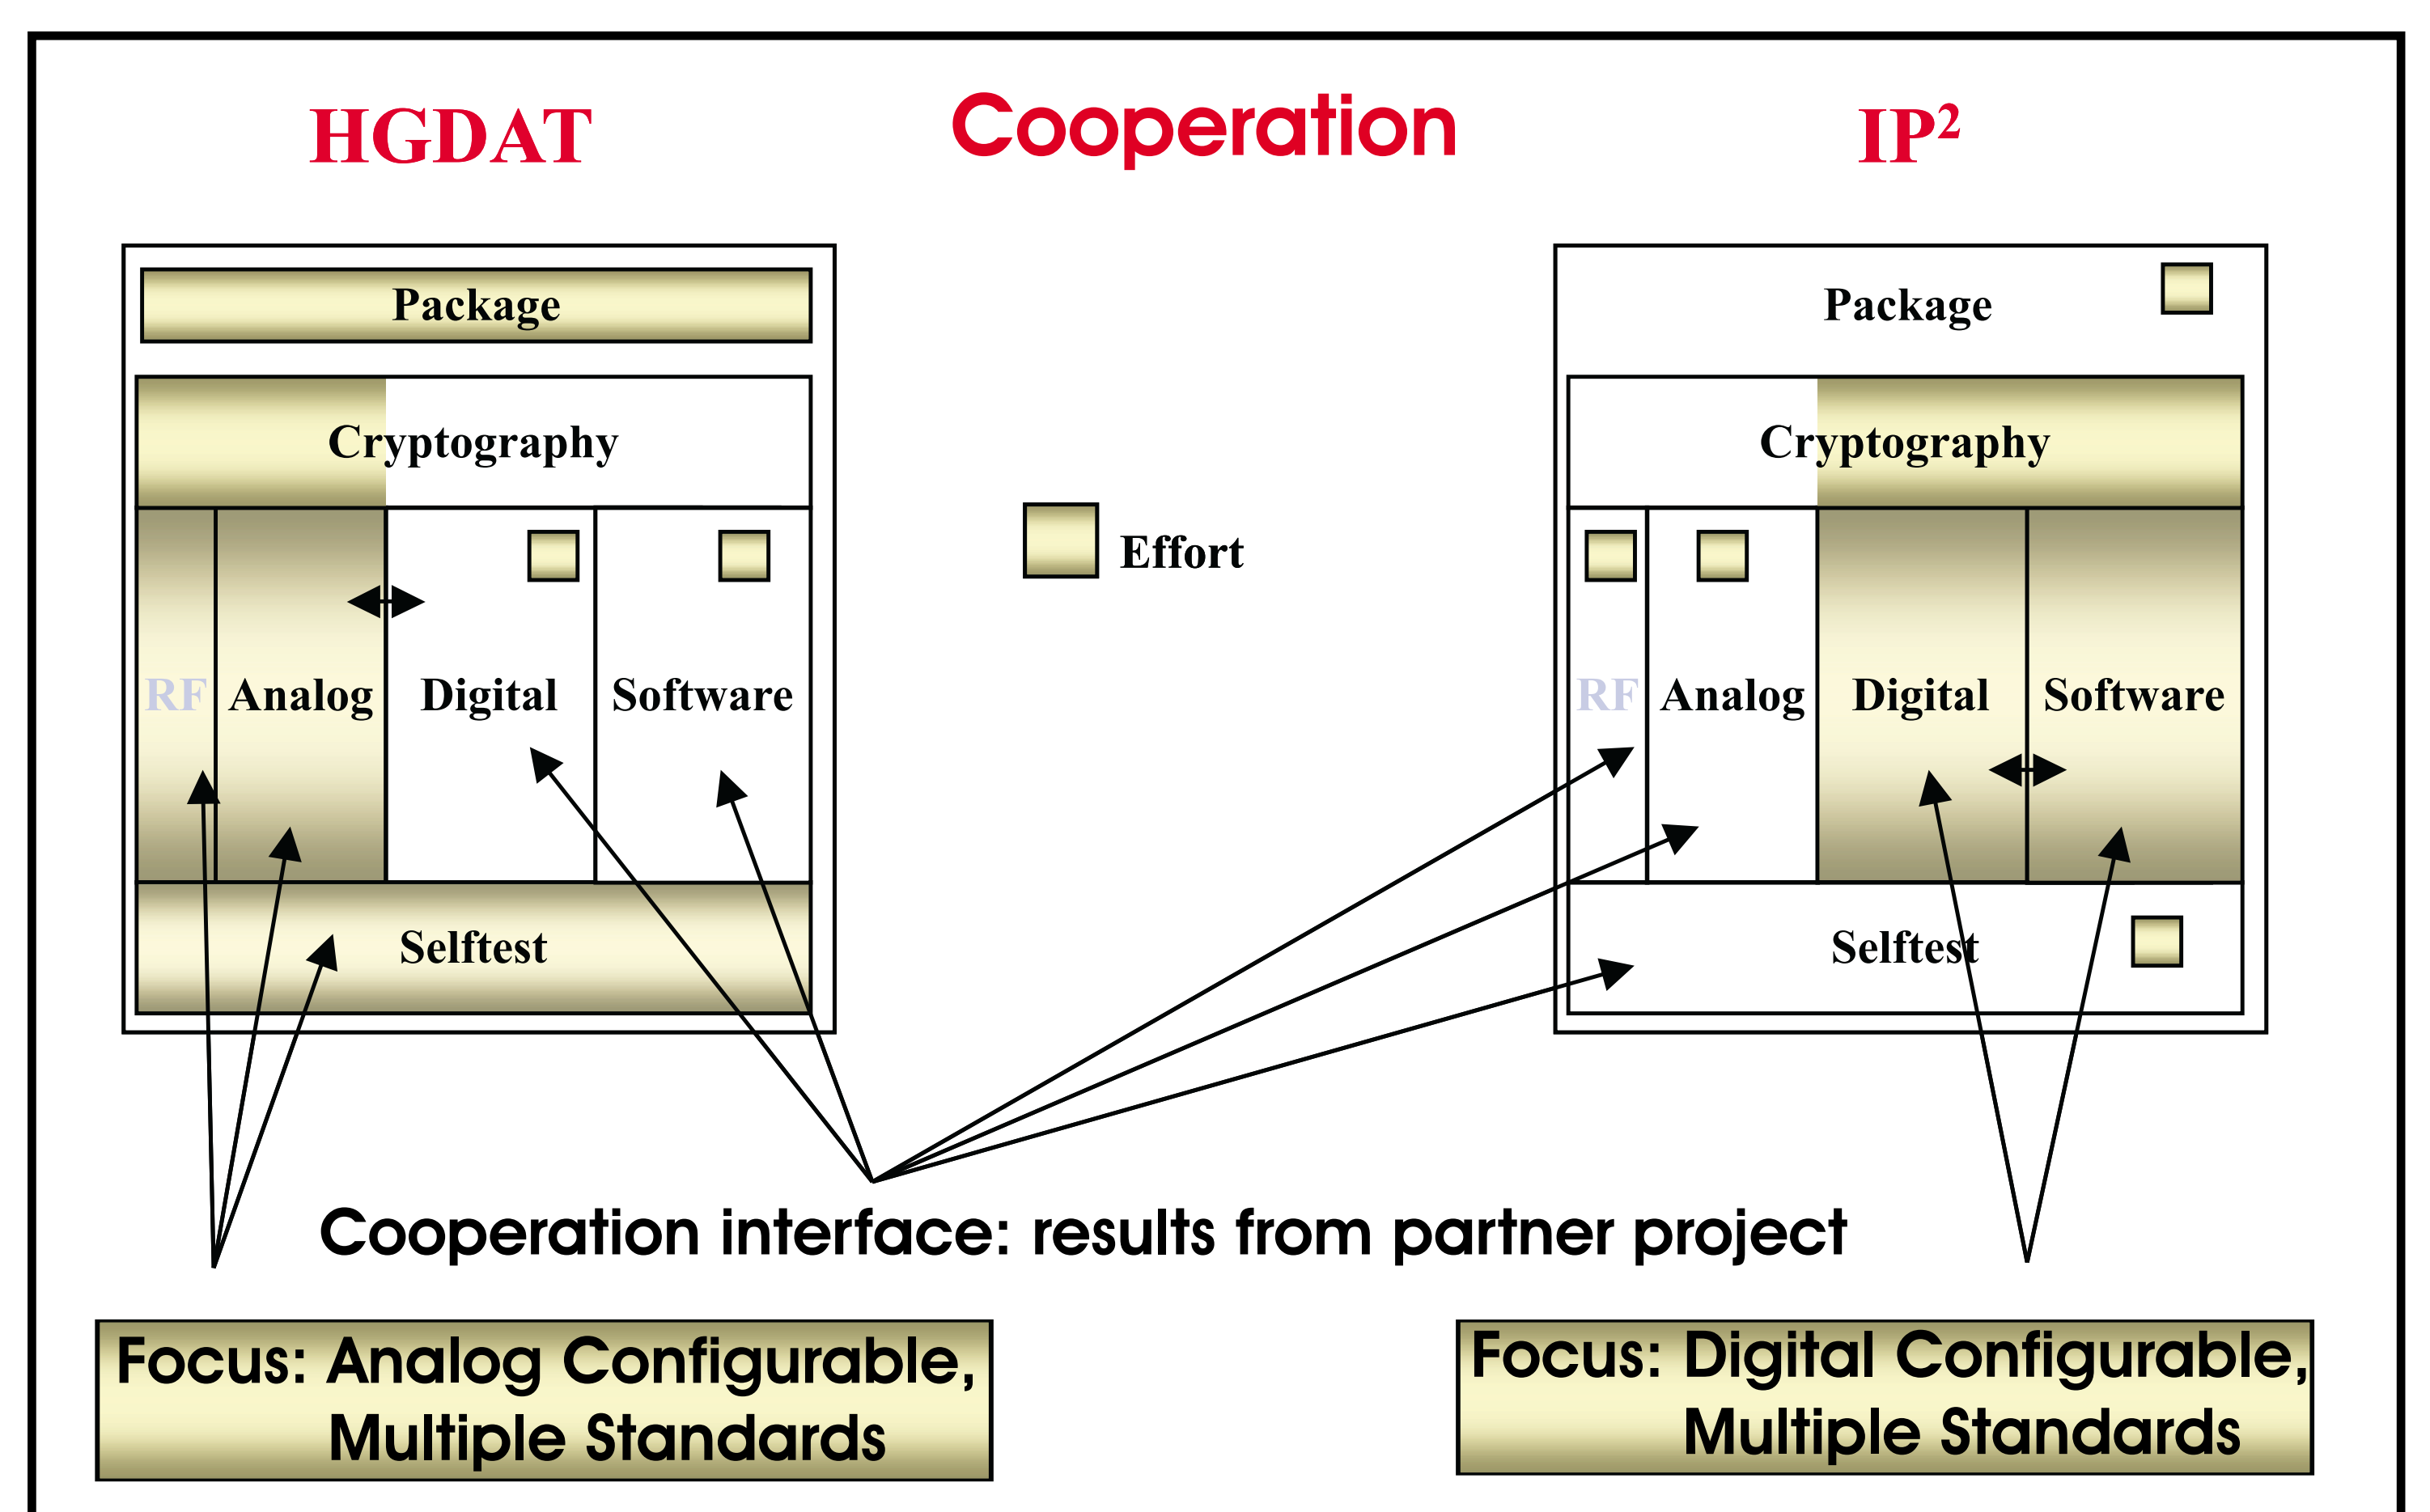 HGDAT
Cooperation
IP²
Package
Cryptography
RF
Analog
Digital
Software
Selftest
Effort
Package
Cryptography
RF
Analog
Digital
Software
Selftest
Cooperation interface: results from partner project
Focus: Analog Configurable,
Multiple Standards
Focus: Digital Configurable,
Multiple Standards